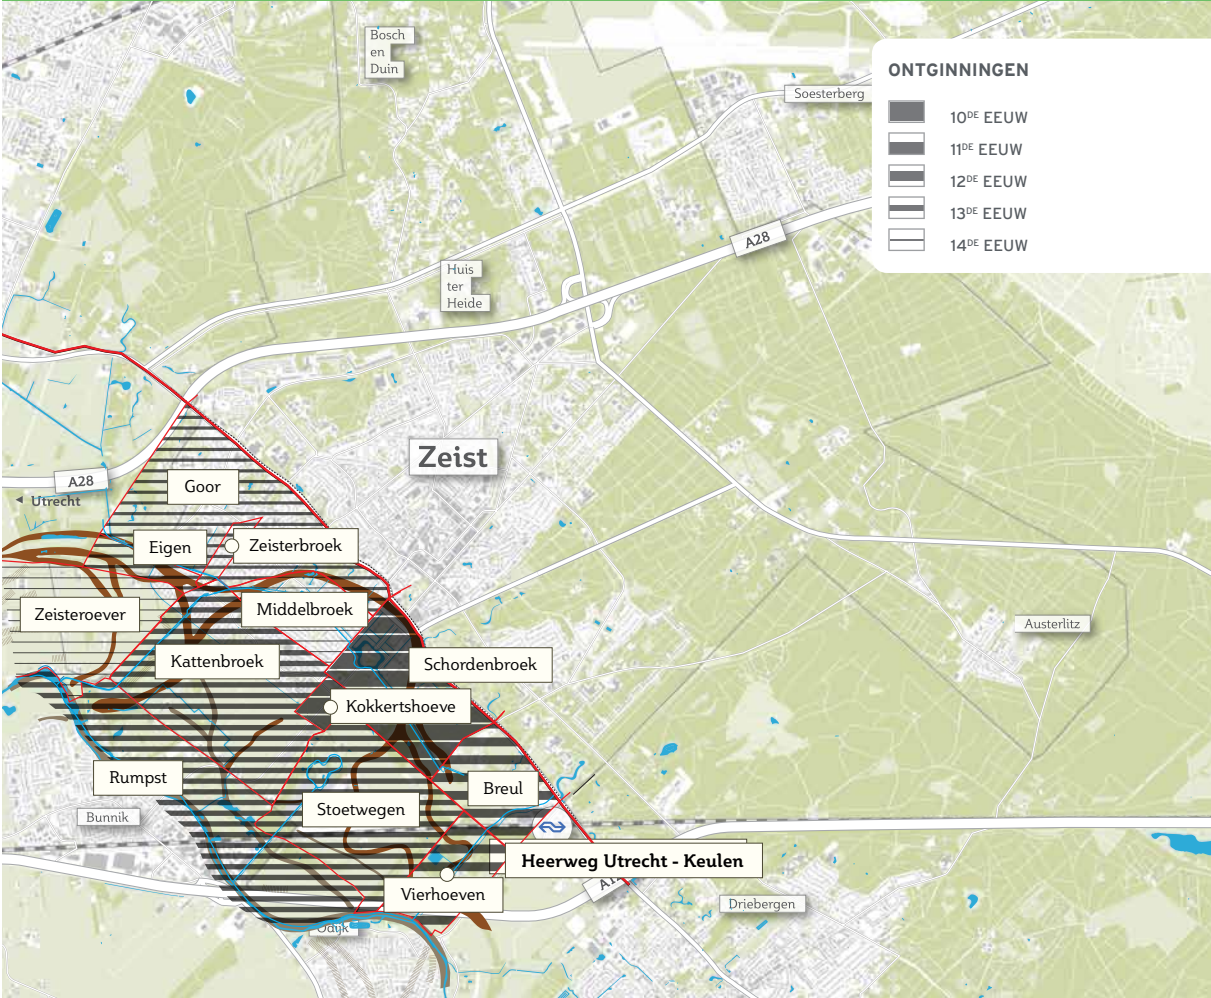 Bosch
en
Duin
Soesterberg
ONTGINNINGEN
10DE EEUW
11DE EEUW
12DE EEUW
13DE EEUW
14DE EEUW
A28
Huis
ter
Heide
Zeist
A28
Utrecht
Goor
Eigen
Zeisterbroek
Zeisteroever
Middelbroek
Austerlitz
Kattenbroek
Schordenbroek
Kokkertshoeve
Rumpst
Breul
Stoetwegen
Bunnik
Heerweg Utrecht - Keulen
Vierhoeven
Driebergen
Odijk